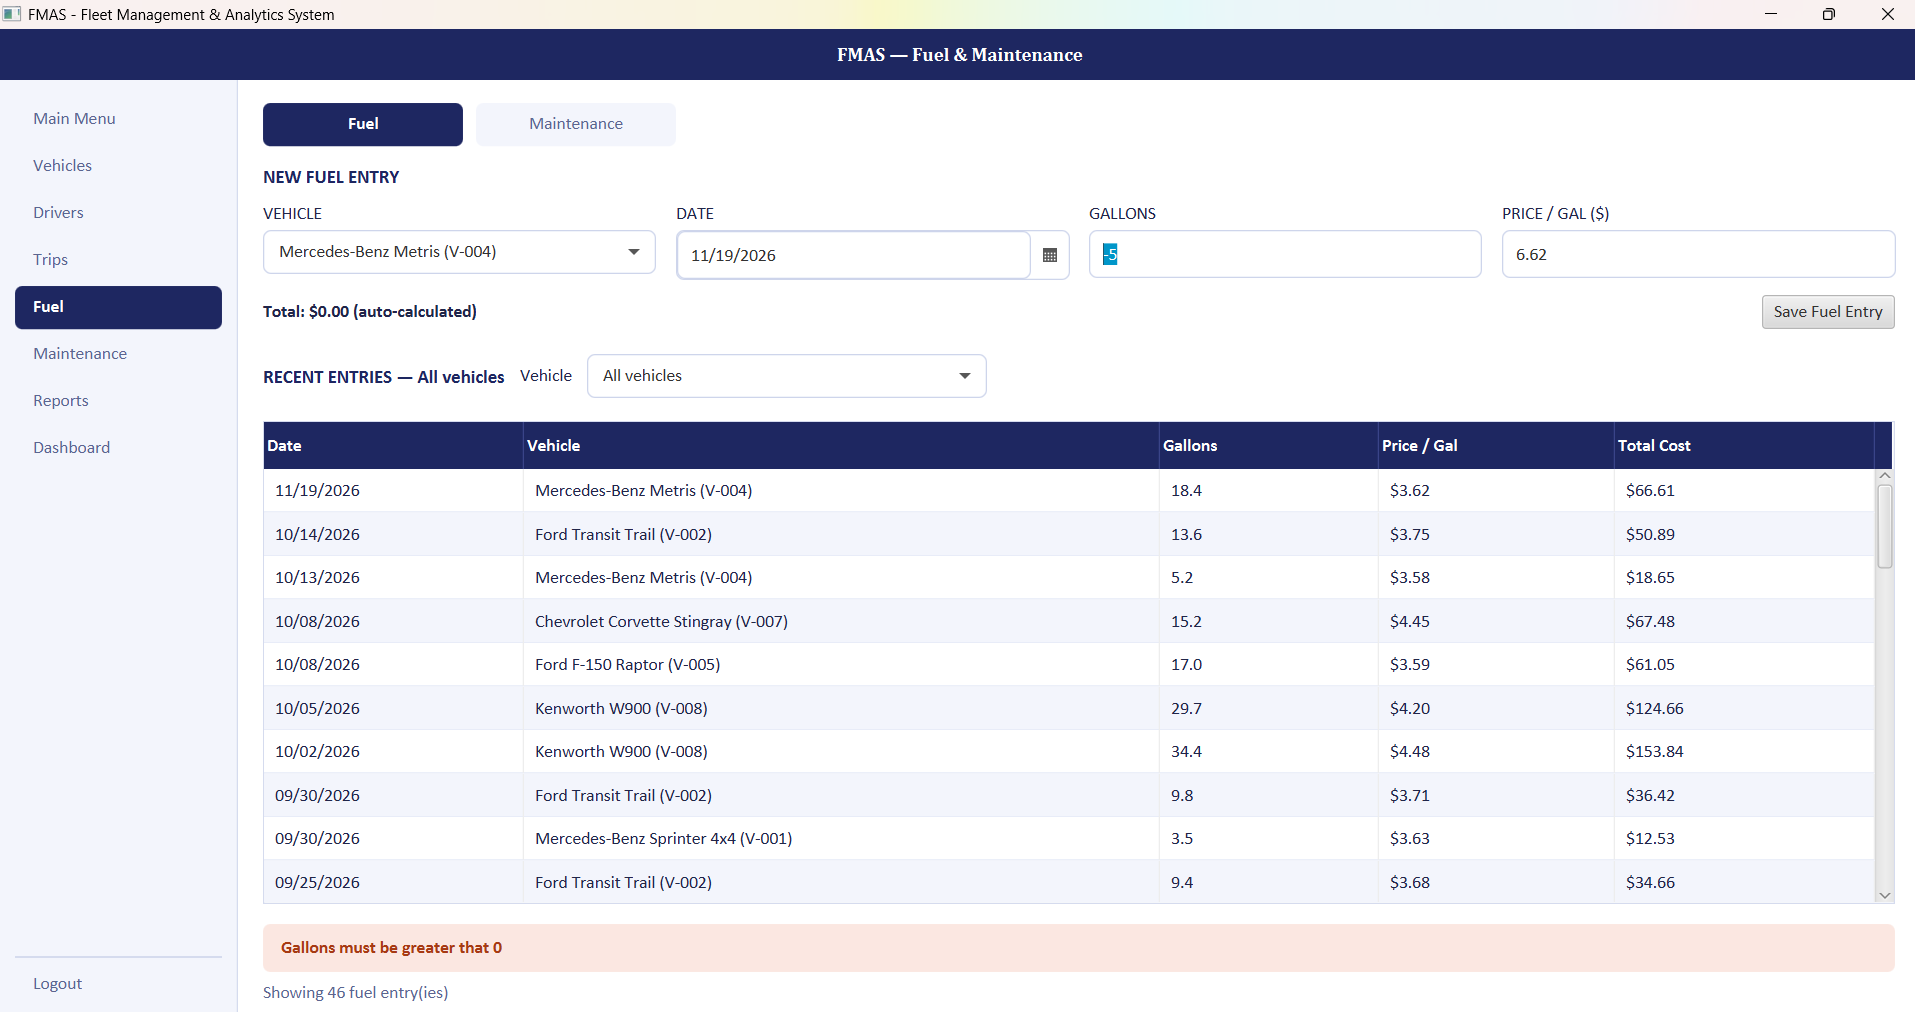 FMAS - Fleet Management & Analytics System
FMAS — Fuel & Maintenance
Main Menu
Vehicles
Drivers
Trips
Fuel
Maintenance
Reports
Dashboard
Logout
Fuel Maintenance
NEW FUEL ENTRY
VEHICLE DATE GALLONS PRICE / GAL ($)
Mercedes-Benz Metris (V-004) 11/19/2026 -5 6.62
Total: $0.00 (auto-calculated) Save Fuel Entry
RECENT ENTRIES — All vehicles Vehicle All vehicles
Date Vehicle Gallons Price / Gal Total Cost
11/19/2026 Mercedes-Benz Metris (V-004) 18.4 $3.62 $66.61
10/14/2026 Ford Transit Trail (V-002) 13.6 $3.75 $50.89
10/13/2026 Mercedes-Benz Metris (V-004) 5.2 $3.58 $18.65
10/08/2026 Chevrolet Corvette Stingray (V-007) 15.2 $4.45 $67.48
10/08/2026 Ford F-150 Raptor (V-005) 17.0 $3.59 $61.05
10/05/2026 Kenworth W900 (V-008) 29.7 $4.20 $124.66
10/02/2026 Kenworth W900 (V-008) 34.4 $4.48 $153.84
09/30/2026 Ford Transit Trail (V-002) 9.8 $3.71 $36.42
09/30/2026 Mercedes-Benz Sprinter 4x4 (V-001) 3.5 $3.63 $12.53
09/25/2026 Ford Transit Trail (V-002) 9.4 $3.68 $34.66
Gallons must be greater that 0
Showing 46 fuel entry(ies)